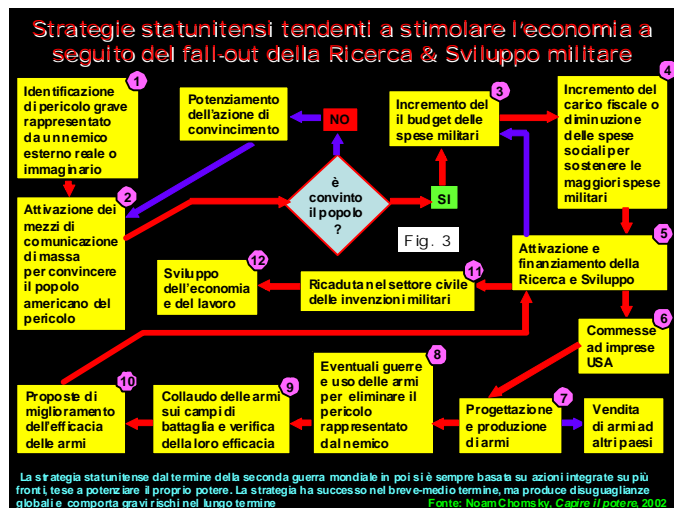 Strategie statunitensi tendenti a stimolare l'economia a
seguito del fall-out della Ricerca & Sviluppo militare
1
Identificazione
di pericolo grave
rappresentato
da un nemico
esterno reale o
immaginario
Potenziamento
dell'azione di
convincimento
NO
3
Incremento del
il budget delle
spese militari
4
Incremento del
carico fiscale o
diminuzione
delle spese
sociali per
sostenere le
maggiori spese
militari
2
Attivazione dei
mezzi di
comunicazione
di massa
per convincere
il popolo
americano del
pericolo
è
convinto
il popolo
?
SI
Fig. 3
5
Attivazione e
finanziamento della
Ricerca e Sviluppo
12
Sviluppo
dell'economia
e del lavoro
11
Ricaduta nel settore civile
delle invenzioni militari
6
Commesse
ad imprese
USA
10
Proposte di
miglioramento
dell'efficacia
delle armi
9
Collaudo delle armi
sui campi di
battaglia e verifica
della loro efficacia
8
Eventuali guerre
e uso delle armi
per eliminare il
pericolo
rappresentato
dal nemico
7
Progettazione
e produzione
di armi
Vendita
di armi ad
altri paesi
La strategia statunitense dal termine della seconda guerra mondiale in poi si è sempre basata su azioni integrate su più
fronti, tese a potenziare il proprio potere. La strategia ha successo nel breve-medio termine, ma produce disuguaglianze
globali e comporta gravi rischi nel lungo termine Fonte: Noam Chomsky, Capire il potere, 2002